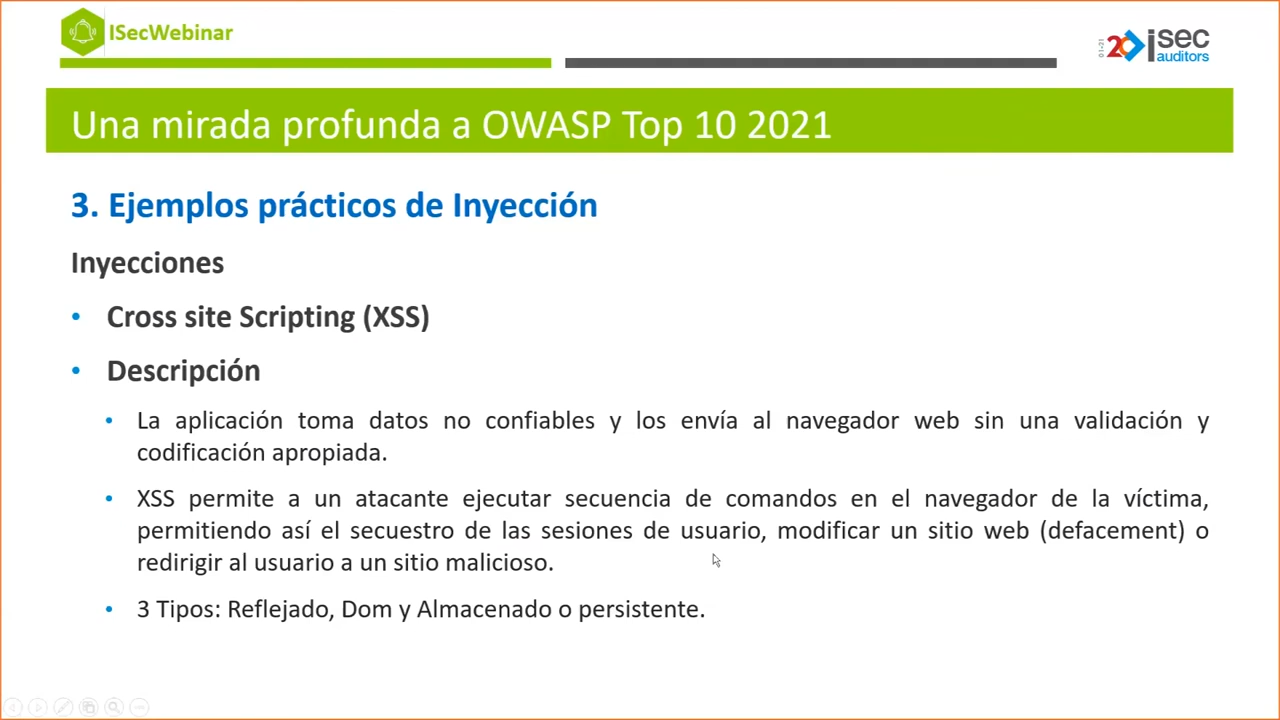 ISecWebinar
01-21 20 isec
auditors
Una mirada profunda a OWASP Top 10 2021
3. Ejemplos prácticos de Inyección
Inyecciones
• Cross site Scripting (XSS)
• Descripción
• La aplicación toma datos no confiables y los envía al navegador web sin una validación y
codificación apropiada.
• XSS permite a un atacante ejecutar secuencia de comandos en el navegador de la víctima,
permitiendo así el secuestro de las sesiones de usuario, modificar un sitio web (defacement) o
redirigir al usuario a un sitio malicioso.
• 3 Tipos: Reflejado, Dom y Almacenado o persistente.